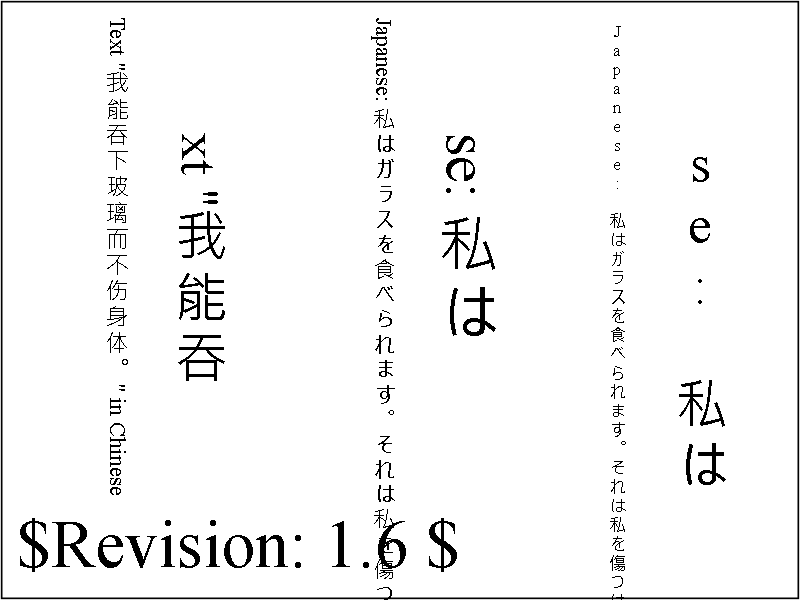 Text "我能吞下玻璃而不伤身体。" in Chinese
xt "我能吞
Japanese: 私はガラスを食べられます。それは私を傷つ
se: 私は
Japanese: 私はガラスを食べられます。それは私を傷つ
se: 私は
$Revision: 1.6 $